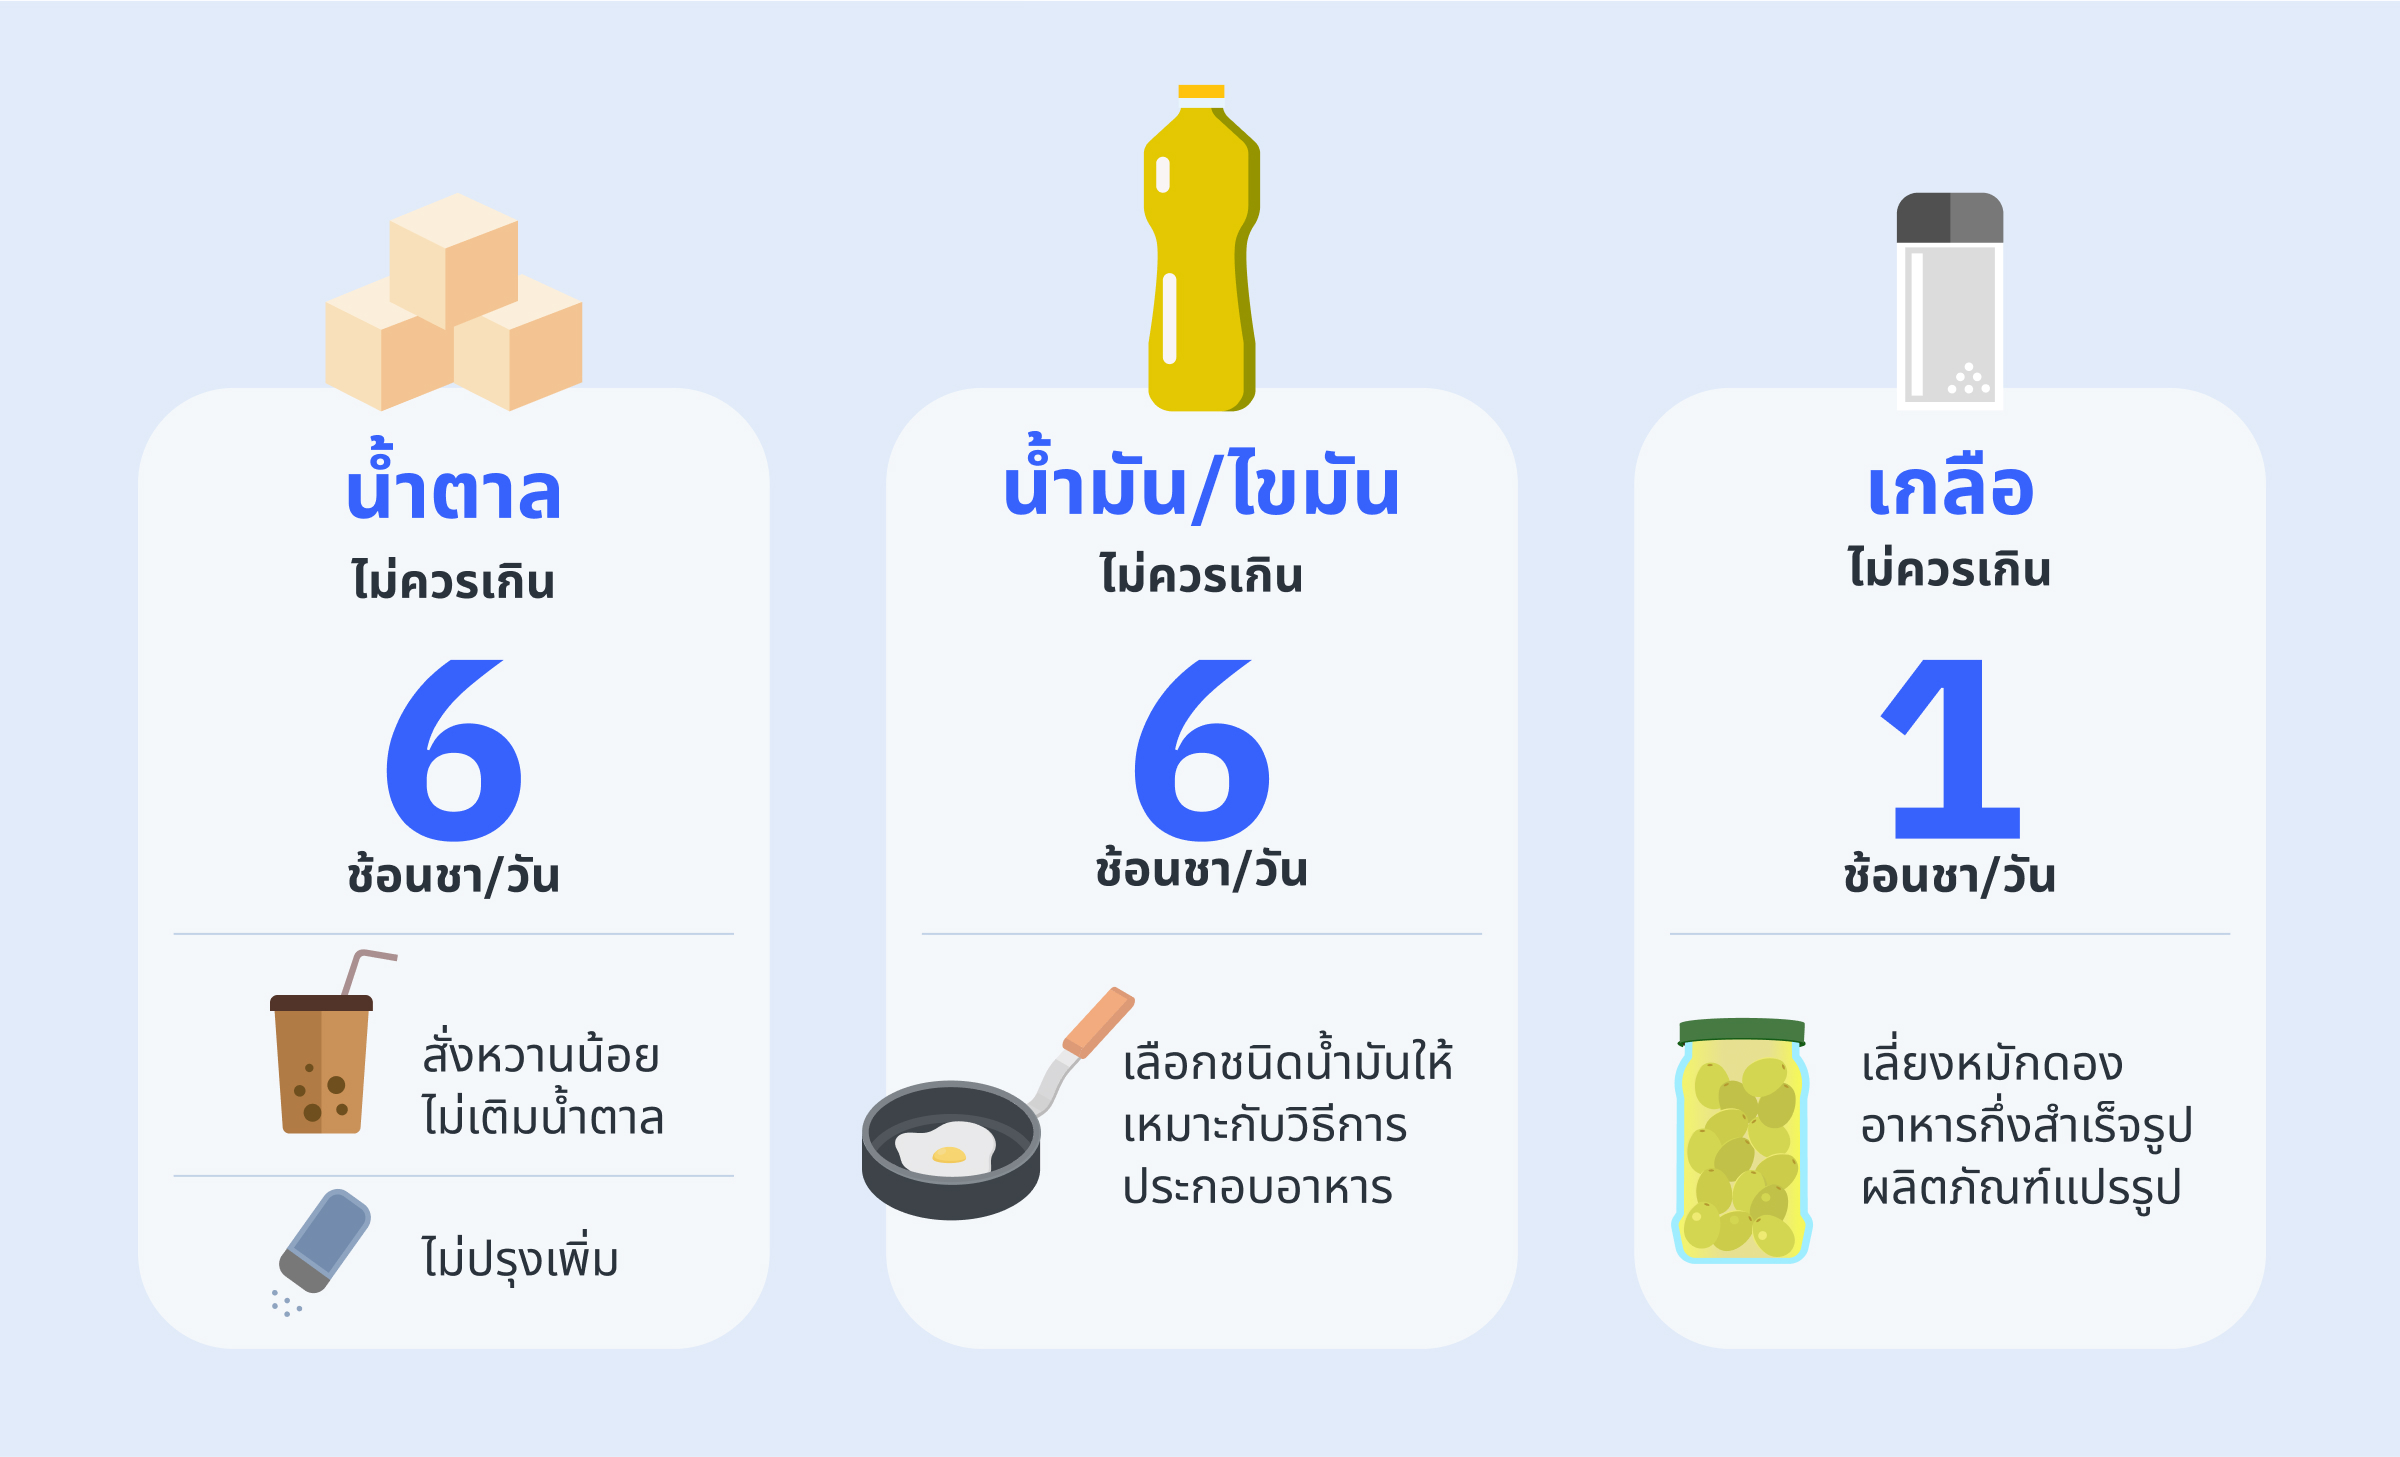 น้ำตาล
ไม่ควรเกิน
6
ช้อนชา/วัน
สั่งหวานน้อย
ไม่เติมน้ำตาล
ไม่ปรุงเพิ่ม
น้ำมัน/ไขมัน
ไม่ควรเกิน
6
ช้อนชา/วัน
เลือกชนิดน้ำมันให้
เหมาะกับวิธีการ
ประกอบอาหาร
เกลือ
ไม่ควรเกิน
1
ช้อนชา/วัน
เลี่ยงหมักดอง
อาหารกึ่งสำเร็จรูป
ผลิตภัณฑ์แปรรูป